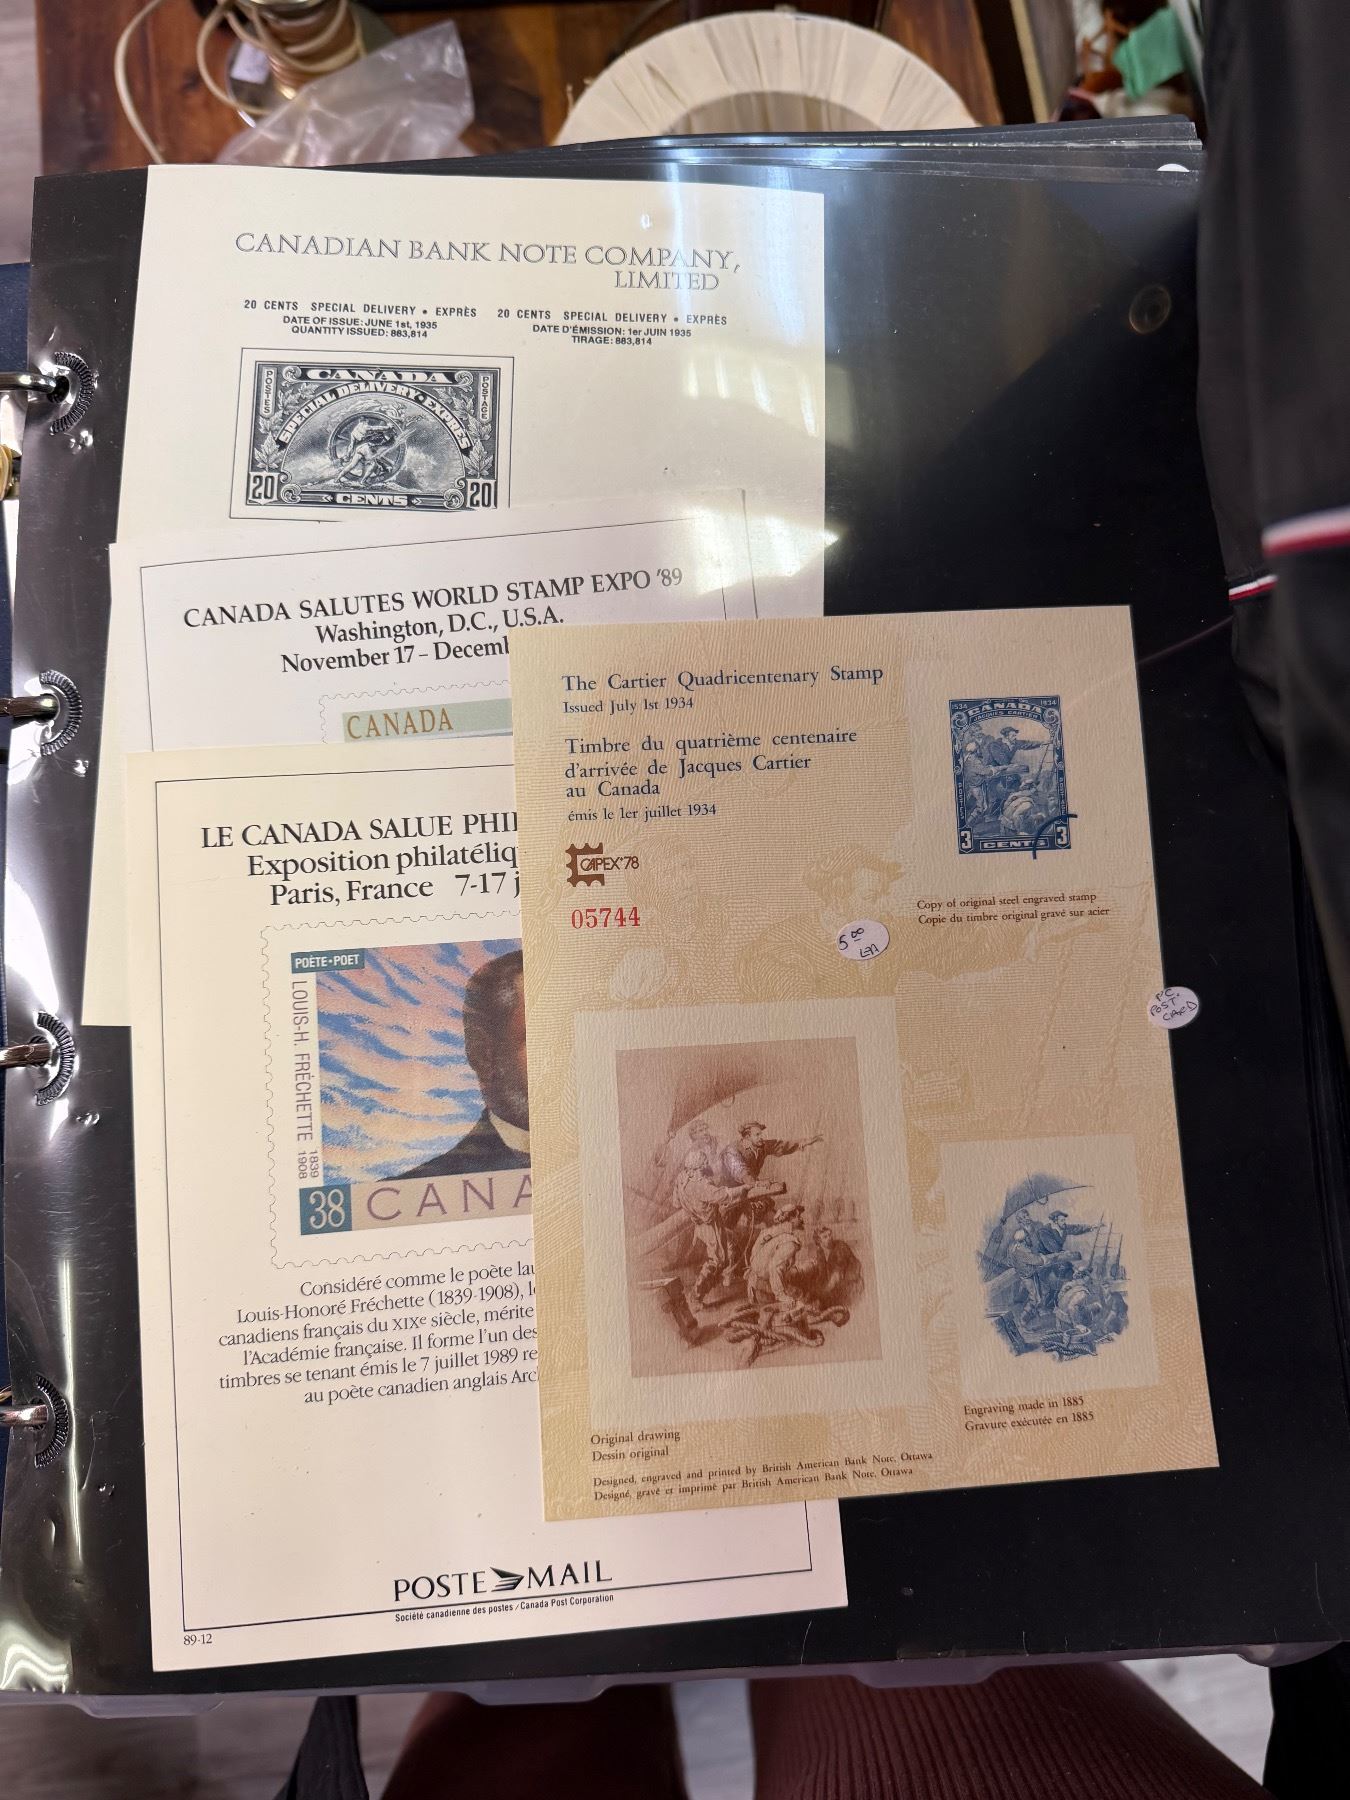 CANADIAN BANK NOTE COMPANY,
LIMITED
20 CENTS SPECIAL DELIVERY • EXPRÈS
DATE OF ISSUE: JUNE 1st, 1935
QUANTITY ISSUED: 883,814
20 CENTS SPECIAL DELIVERY • EXPRÈS
DATE D'ÉMISSION: 1er JUIN 1935
TIRAGE: 883,814
CANADA
POSTES
SPECIAL DELIVERY · EXPRÈS
POSTAGE
20 CENTS 20
CANADA SALUTES WORLD STAMP EXPO '89
Washington, D.C., U.S.A.
November 17 –
CANADA
LE CANADA SALUE
Exposition
Paris, France 7-17
POÈTE • POET
LOUIS-H. FRÉCHETTE 1839
1908
38
Considéré comme le poète
Louis-Honoré Fréchette (1839-1908),
canadiens français du XIXe siècle, mérite
l'Académie française. Il forme l'un
timbres se tenant émis le 7 juillet 1989
au poète canadien anglais
POSTE MAIL
Société canadienne des postes / Canada Post Corporation
89-12
The Cartier Quadricentenary Stamp
Issued July 1st 1934
Timbre du quatrième centenaire
d'arrivée de Jacques Cartier
au Canada
émis le 1er juillet 1934
CAPEX'78
05744
1534 CANADA 1934
JACQUES CARTIER
3 CENTS 3
Copy of original steel engraved stamp
Copie du timbre original gravé sur acier
5.00
P.C.
POST
CARD
Original drawing
Dessin original
Engraving made in 1885
Gravure exécutée en 1885
Designed, engraved and printed by British American Bank Note, Ottawa
Designé, gravé et imprimé par British American Bank Note, Ottawa